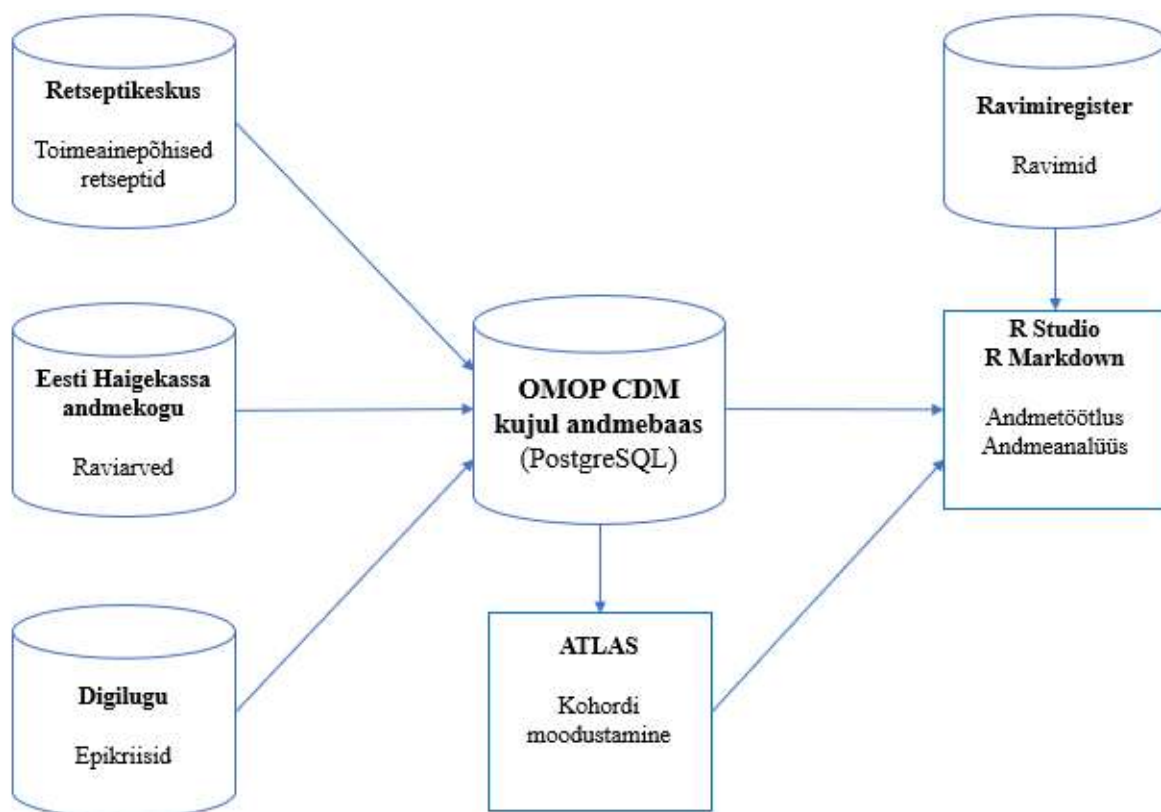 Retseptikeskus
Toimeainepõhised
retseptid
Eesti Haigekassa
andmekogu
Raviarved
Digilugu
Epikriisid
OMOP CDM
kujul andmebaas
(PostgreSQL)
ATLAS
Kohordi
moodustamine
Ravimiregister
Ravimid
R Studio
R Markdown
Andmetöötlus
Andmeanalüüs